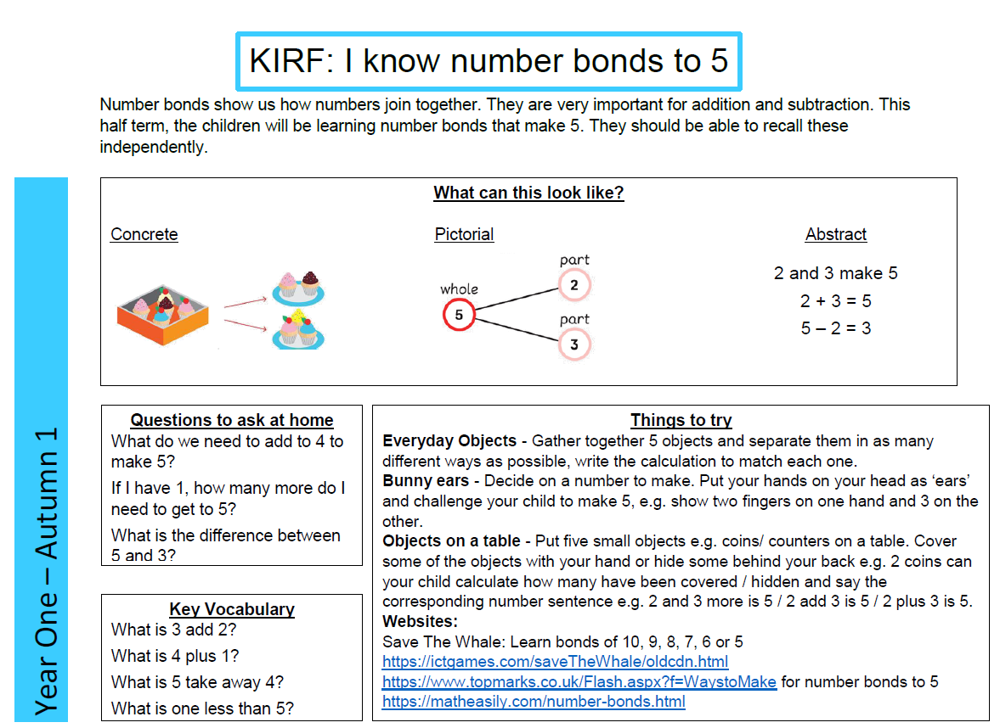 KIRF: I know number bonds to 5
Number bonds show us how numbers join together. They are very important for addition and subtraction. This
half term, the children will be learning number bonds that make 5. They should be able to recall these
independently.
Year One – Autumn 1
What can this look like?
Concrete
Pictorial
whole
5
part
2
part
3
Abstract
2 and 3 make 5
2 + 3 = 5
5 – 2 = 3
Questions to ask at home
What do we need to add to 4 to
make 5?
If I have 1, how many more do I
need to get to 5?
What is the difference between
5 and 3?
Key Vocabulary
What is 3 add 2?
What is 4 plus 1?
What is 5 take away 4?
What is one less than 5?
Things to try
Everyday Objects - Gather together 5 objects and separate them in as many
different ways as possible, write the calculation to match each one.
Bunny ears - Decide on a number to make. Put your hands on your head as ‘ears’
and challenge your child to make 5, e.g. show two fingers on one hand and 3 on the
other.
Objects on a table - Put five small objects e.g. coins/ counters on a table. Cover
some of the objects with your hand or hide some behind your back e.g. 2 coins can
your child calculate how many have been covered / hidden and say the
corresponding number sentence e.g. 2 and 3 more is 5 / 2 add 3 is 5 / 2 plus 3 is 5.
Websites:
Save The Whale: Learn bonds of 10, 9, 8, 7, 6 or 5
https://ictgames.com/saveTheWhale/oldcdn.html
https://www.topmarks.co.uk/Flash.aspx?f=WaystoMake for number bonds to 5
https://matheasily.com/number-bonds.html